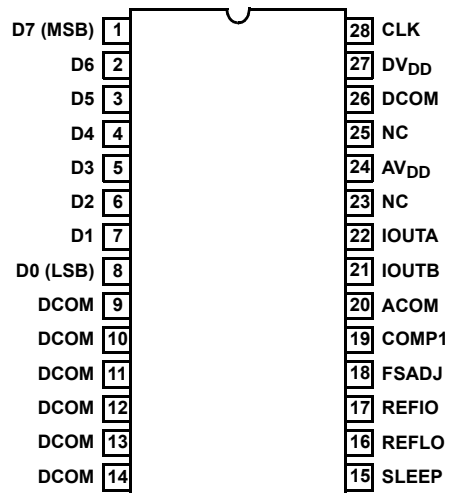 D7 (MSB) 1 28 CLK
D6 2 27 DVDD
D5 3 26 DCOM
D4 4 25 NC
D3 5 24 AVDD
D2 6 23 NC
D1 7 22 IOUTA
D0 (LSB) 8 21 IOUTB
DCOM 9 20 ACOM
DCOM 10 19 COMP1
DCOM 11 18 FSADJ
DCOM 12 17 REFIO
DCOM 13 16 REFLO
DCOM 14 15 SLEEP